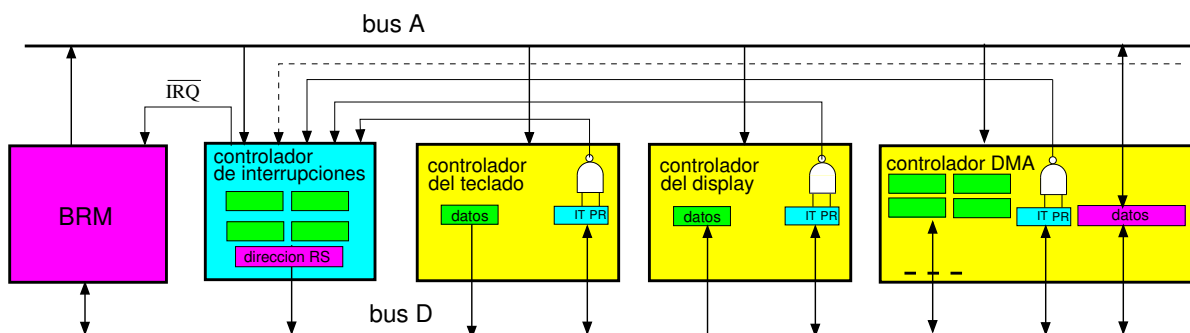 bus A
IRQ
BRM
controlador
de interrupciones
direccion RS
controlador
del teclado
datos
IT PR
controlador
del display
datos
IT PR
controlador DMA
IT PR
datos
bus D